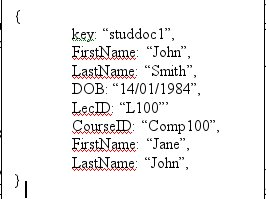 {
key: “studdoc1”,
FirstName: “John”,
LastName: “Smith”,
DOB: “14/01/1984”,
LecID: “L100”’
CourseID: “Comp100”,
FirstName: “Jane”,
LastName: “John”,
}